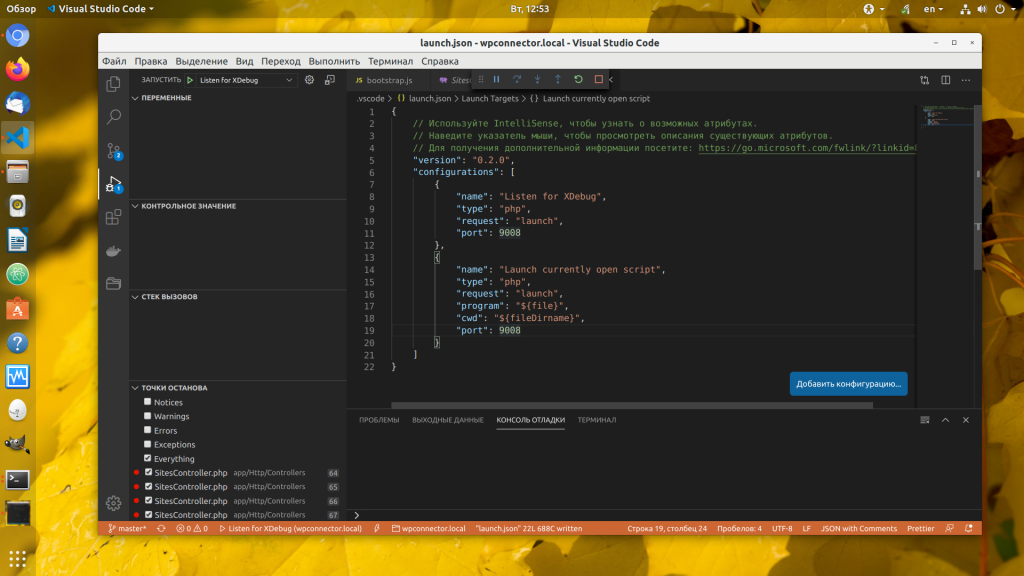 Обзор
Visual Studio Code
Вт, 12:53
en
launch.json - wpconnector.local - Visual Studio Code
Файл Правка Выделение Вид Переход Выполнить Терминал Справка
ЗАПУСТИТЬ Listen for XDebug
JS bootstrap.js
Sites
.vscode > {} launch.json > Launch Targets > {} Launch currently open script
ПЕРЕМЕННЫЕ
КОНТРОЛЬНОЕ ЗНАЧЕНИЕ
СТЕК ВЫЗОВОВ
ТОЧКИ ОСТАНОВА
Notices
Warnings
Errors
Exceptions
Everything
SitesController.php app/Http/Controllers 64
SitesController.php app/Http/Controllers 65
SitesController.php app/Http/Controllers 66
SitesController.php app/Http/Controllers 67
2
1
1 {
2 // Используйте IntelliSense, чтобы узнать о возможных атрибутах.
3 // Наведите указатель мыши, чтобы просмотреть описания существующих атрибутов.
4 // Для получения дополнительной информации посетите: https://go.microsoft.com/fwlink/?linkid=
5 "version": "0.2.0",
6 "configurations": [
7 {
8 "name": "Listen for XDebug",
9 "type": "php",
10 "request": "launch",
11 "port": 9008
12 },
13 {
14 "name": "Launch currently open script",
15 "type": "php",
16 "request": "launch",
17 "program": "${file}",
18 "cwd": "${fileDirname}",
19 "port": 9008
20 }
21 ]
22 }
Добавить конфигурацию...
ПРОБЛЕМЫ ВЫХОДНЫЕ ДАННЫЕ КОНСОЛЬ ОТЛАДКИ ТЕРМИНАЛ
>
master* 0 0 Listen for XDebug (wpconnector.local) wpconnector.local "launch.json" 22L 688C written Строка 19, столбец 24 Пробелов: 4 UTF-8 LF JSON with Comments Prettier